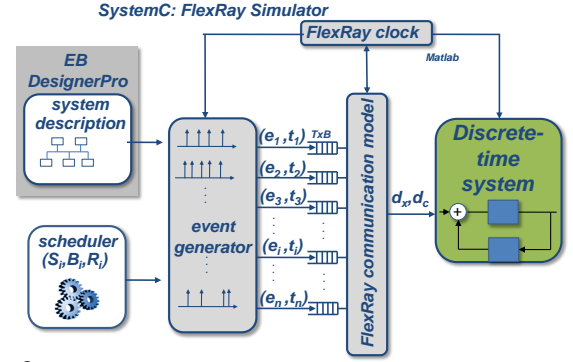 SystemC: FlexRay Simulator
FlexRay clock
Matlab
EB
DesignerPro
system
description
scheduler
(Si,Bi,Ri)
event
generator
(e1,t1)
TxB
(e2,t2)
(e3,t3)
(ei,ti)
(en,tn)
FlexRay communication model
dx,dc
Discrete-
time
system
+